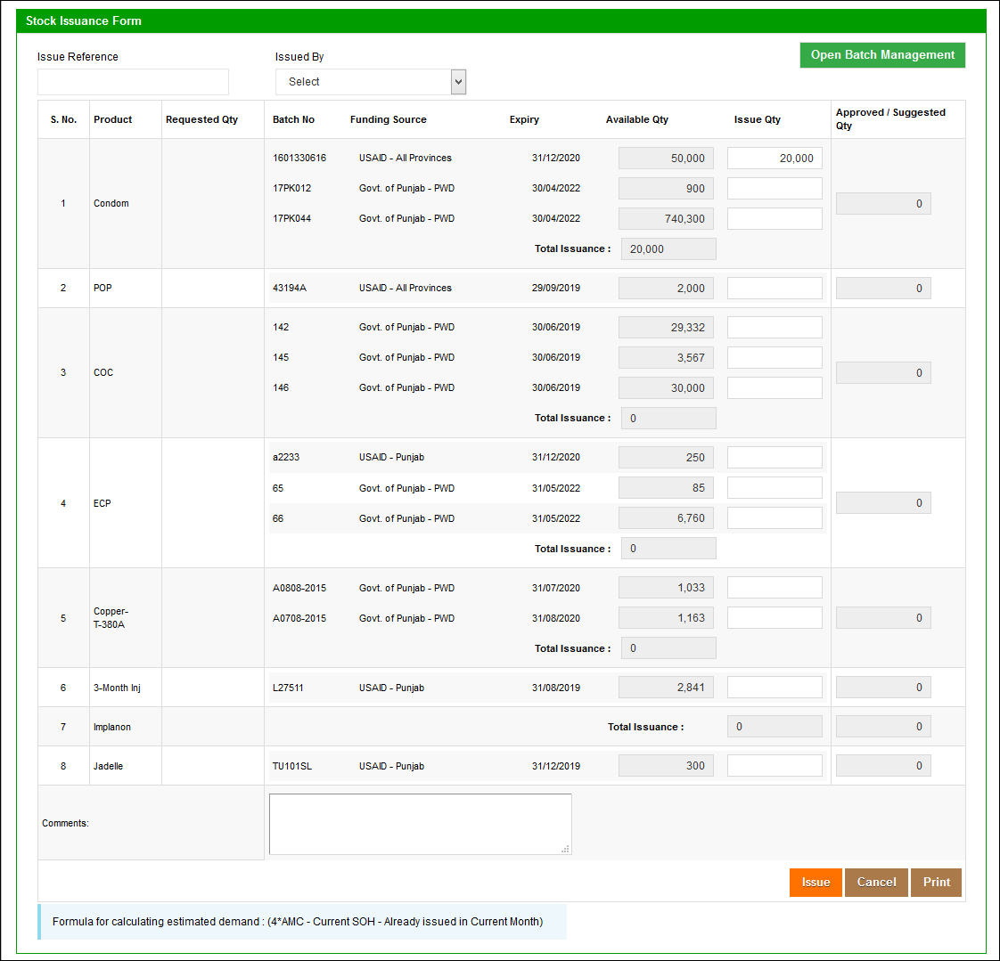 Stock Issuance Form
Issue Reference
Issued By
Open Batch Management
Select
S. No. Product Requested Qty Batch No Funding Source Expiry Available Qty Issue Qty Approved / Suggested Qty
1601330616 USAID - All Provinces 31/12/2020 50,000 20,000
17PK012 Govt. of Punjab - PWD 30/04/2022 900
1 Condom 0
17PK044 Govt. of Punjab - PWD 30/04/2022 740,300
Total Issuance : 20,000
2 POP 43194A USAID - All Provinces 29/09/2019 2,000 0
142 Govt. of Punjab - PWD 30/06/2019 29,332
145 Govt. of Punjab - PWD 30/06/2019 3,567
3 COC 0
146 Govt. of Punjab - PWD 30/06/2019 30,000
Total Issuance : 0
a2233 USAID - Punjab 31/12/2020 250
65 Govt. of Punjab - PWD 31/05/2022 85
4 ECP 0
66 Govt. of Punjab - PWD 31/05/2022 6,760
Total Issuance : 0
A0808-2015 Govt. of Punjab - PWD 31/07/2020 1,033
5 Copper-
T-380A
A0708-2015 Govt. of Punjab - PWD 31/08/2020 1,163 0
Total Issuance : 0
6 3-Month Inj L27511 USAID - Punjab 31/08/2019 2,841 0
7 Implanon Total Issuance : 0 0
8 Jadelle TU101SL USAID - Punjab 31/12/2019 300 0
Comments:
Issue Cancel Print
Formula for calculating estimated demand : (4*AMC - Current SOH - Already issued in Current Month)